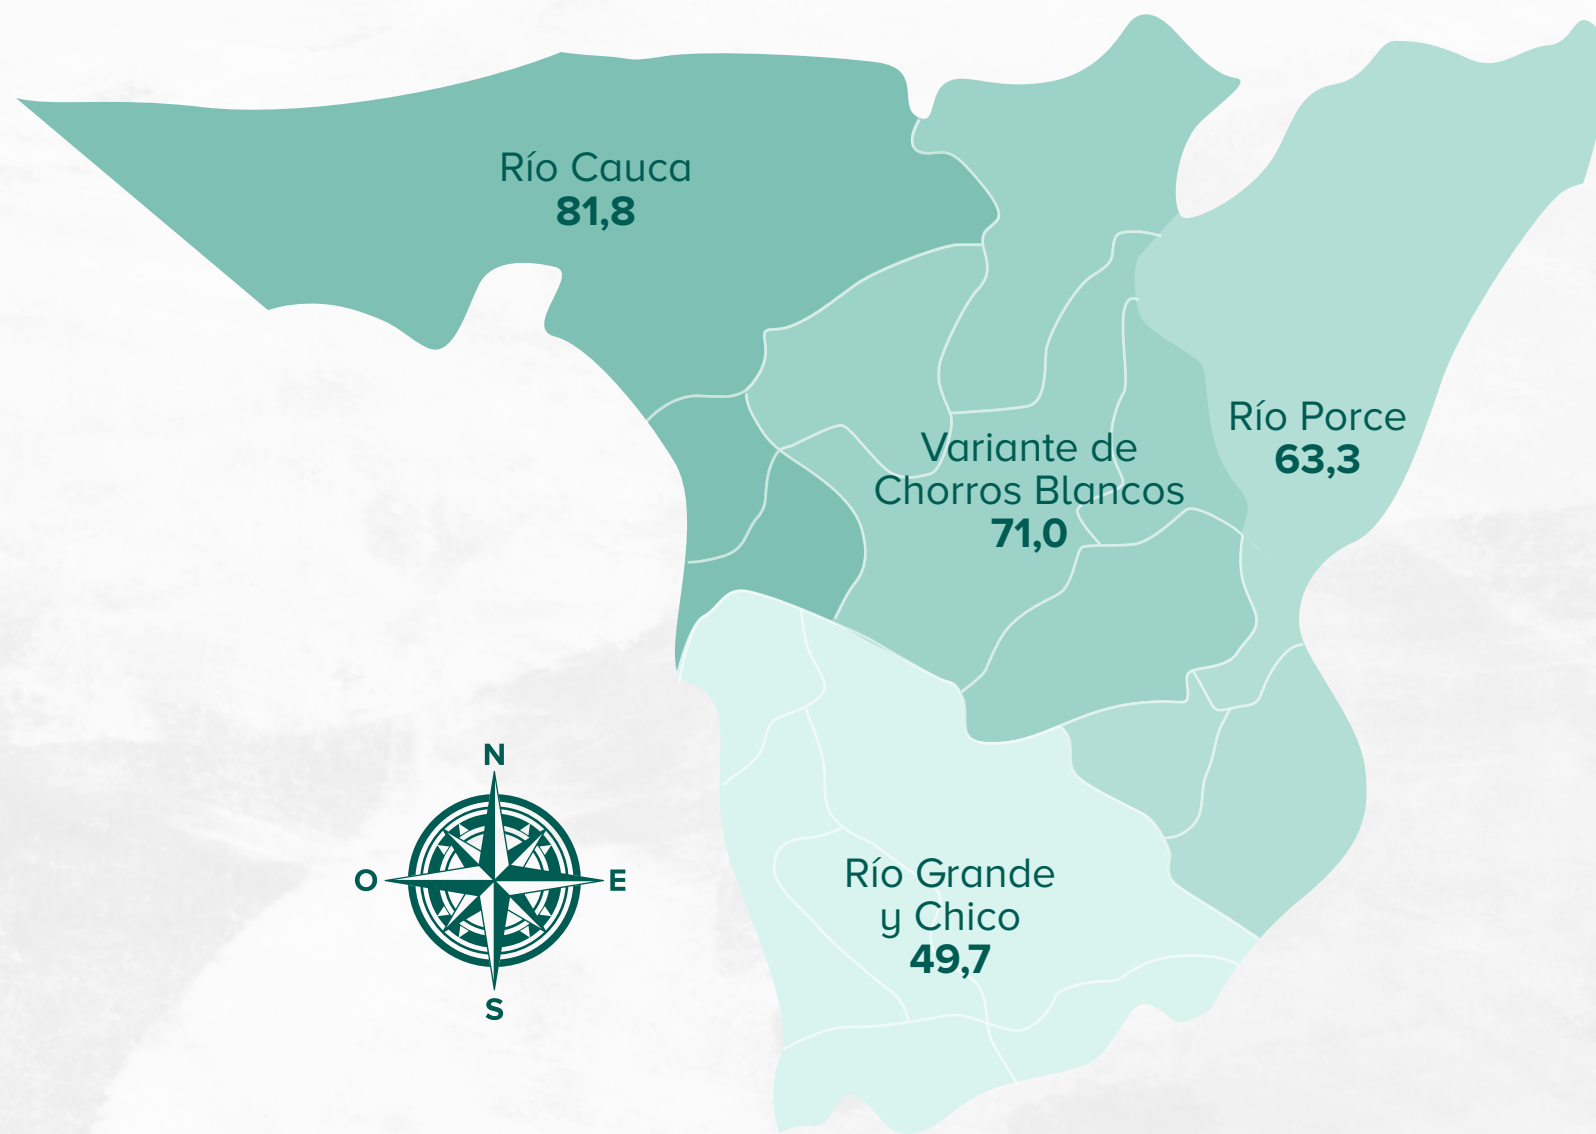 Río Cauca
81,8
Variante de
Chorros Blancos
71,0
Río Porce
63,3
Río Grande
y Chico
49,7
N
O
E
S